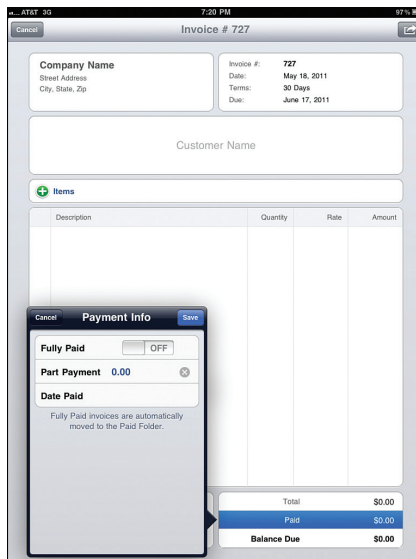 AT&T 3G 7:20 PM 97%
Cancel Invoice # 727
Company Name
Street Address
City, State, Zip
Invoice #: 727
Date: May 18, 2011
Terms: 30 Days
Due: June 17, 2011
Customer Name
Items
Description Quantity Rate Amount
Cancel Payment Info Save
Fully Paid OFF
Part Payment 0.00
Date Paid
Fully Paid invoices are automatically
moved to the Paid Folder.
Total $0.00
Paid $0.00
Balance Due $0.00